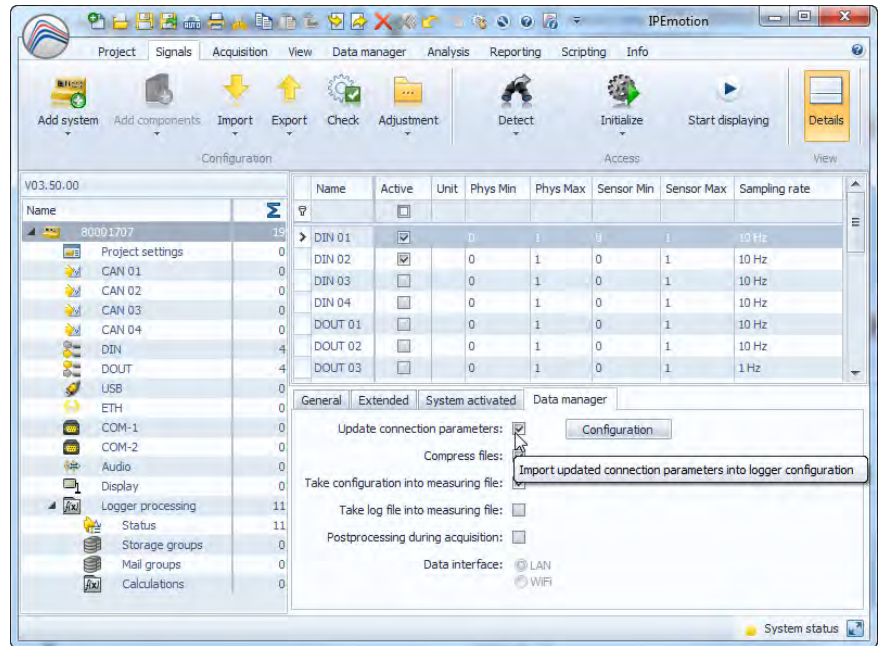 IPEmotion
Project Signals Acquisition View Data manager Analysis Reporting Scripting Info
Add system Add components Import Export Check Adjustment Detect Initialize Start displaying Details
Configuration Access View
V03.50.00
Name Σ
80001707 19
Project settings 0
CAN 01 0
CAN 02 0
CAN 03 0
CAN 04 0
DIN 4
DOUT 4
USB 0
ETH 0
COM-1 0
COM-2 0
Audio 0
Display 0
Logger processing 11
Status 11
Storage groups 0
Mail groups 0
Calculations 0
Name Active Unit Phys Min Phys Max Sensor Min Sensor Max Sampling rate
DIN 01 0 1 0 1 10 Hz
DIN 02 0 1 0 1 10 Hz
DIN 03 0 1 0 1 10 Hz
DIN 04 0 1 0 1 10 Hz
DOUT 01 0 1 0 1 10 Hz
DOUT 02 0 1 0 1 10 Hz
DOUT 03 0 1 0 1 1 Hz
General Extended System activated Data manager
Update connection parameters: Configuration
Compress files:
Import updated connection parameters into logger configuration
Take configuration into measuring file:
Take log file into measuring file:
Postprocessing during acquisition:
Data interface: LAN
WiFi
System status